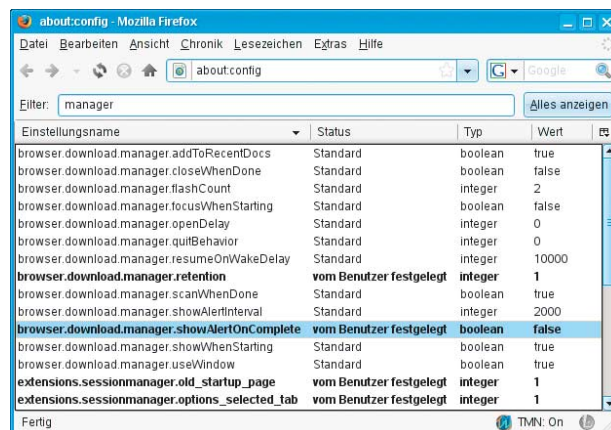 about:config - Mozilla Firefox
Datei Bearbeiten Ansicht Chronik Lesezeichen Extras Hilfe
about:config G Google
Filter: manager Alles anzeigen
Einstellungsname Status Typ Wert
browser.download.manager.addToRecentDocs Standard boolean true
browser.download.manager.closeWhenDone Standard boolean false
browser.download.manager.flashCount Standard integer 2
browser.download.manager.focusWhenStarting Standard boolean false
browser.download.manager.openDelay Standard integer 0
browser.download.manager.quitBehavior Standard integer 0
browser.download.manager.resumeOnWakeDelay Standard integer 10000
browser.download.manager.retention vom Benutzer festgelegt integer 1
browser.download.manager.scanWhenDone Standard boolean true
browser.download.manager.showAlertInterval Standard integer 2000
browser.download.manager.showAlertOnComplete vom Benutzer festgelegt boolean false
browser.download.manager.showWhenStarting Standard boolean true
browser.download.manager.useWindow Standard boolean true
extensions.sessionmanager.old_startup_page vom Benutzer festgelegt integer 1
extensions.sessionmanager.options_selected_tab vom Benutzer festgelegt integer 1
Fertig TMN: On